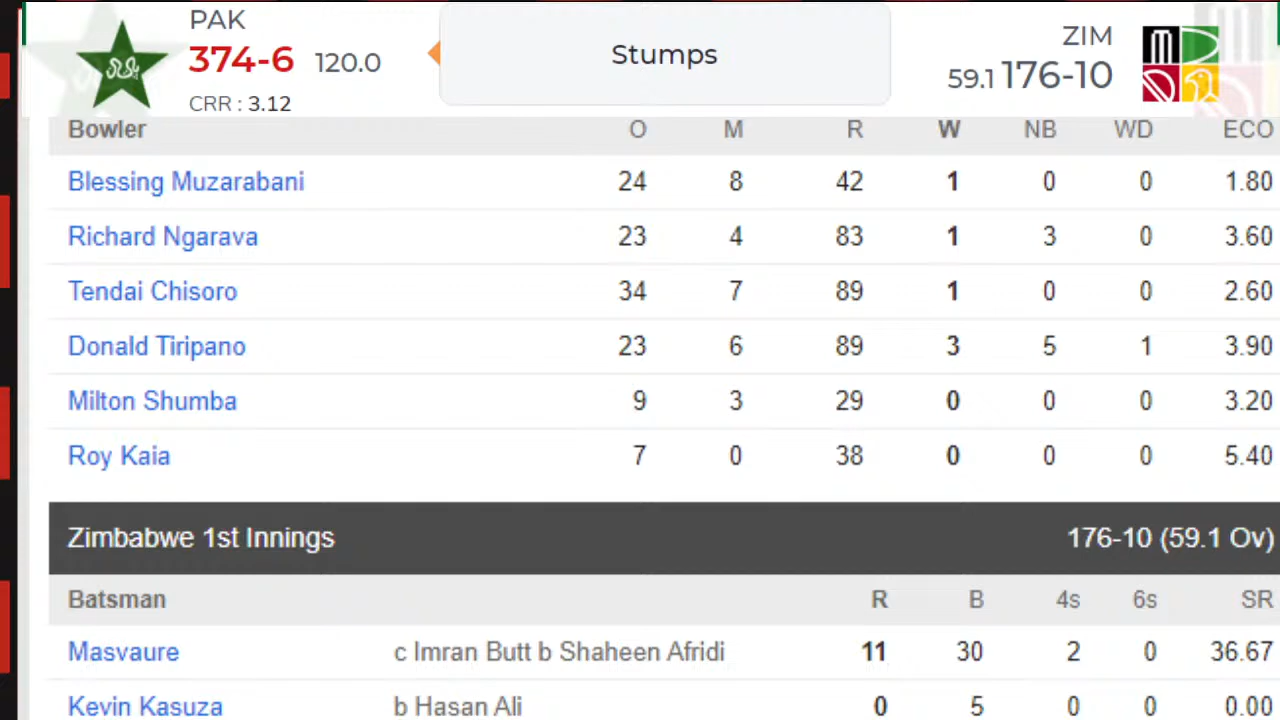 PAK
374-6 120.0
CRR : 3.12
Stumps
ZIM
59.1 176-10
Bowler O M R W NB WD ECO
Blessing Muzarabani 24 8 42 1 0 0 1.80
Richard Ngarava 23 4 83 1 3 0 3.60
Tendai Chisoro 34 7 89 1 0 0 2.60
Donald Tiripano 23 6 89 3 5 1 3.90
Milton Shumba 9 3 29 0 0 0 3.20
Roy Kaia 7 0 38 0 0 0 5.40
Zimbabwe 1st Innings 176-10 (59.1 Ov)
Batsman R B 4s 6s SR
Masvaure c Imran Butt b Shaheen Afridi 11 30 2 0 36.67
Kevin Kasuza b Hasan Ali 0 5 0 0 0.00